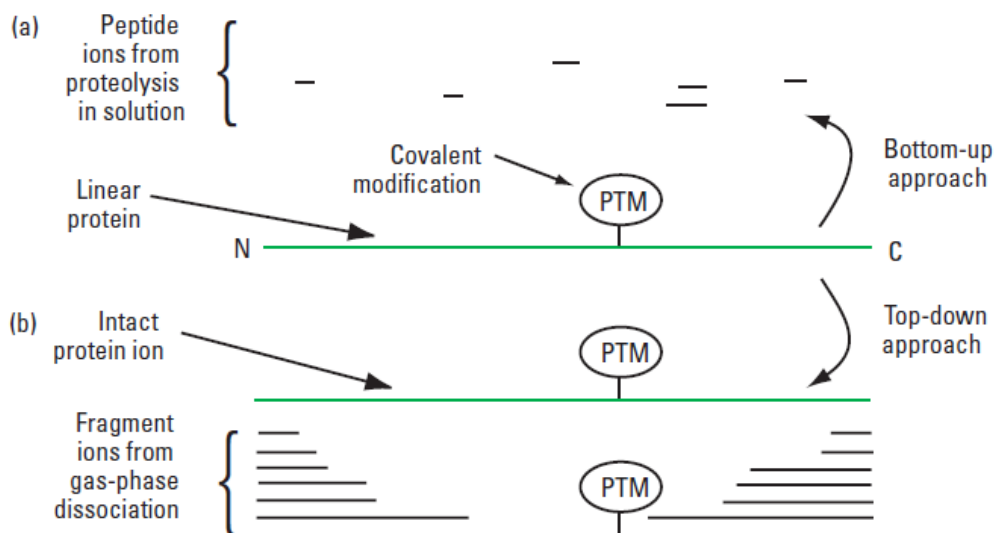 (a)
Peptide
ions from
proteolysis
in solution
Covalent
modification
Bottom-up
approach
Linear
protein
PTM
N
C
(b)
Intact
protein ion
Top-down
approach
PTM
Fragment
ions from
gas-phase
dissociation
PTM